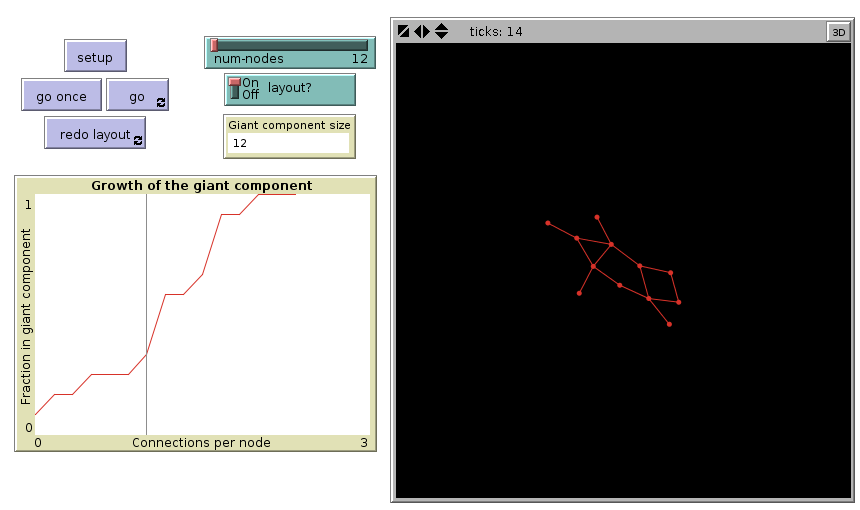 setup
go once
go
redo layout
num-nodes 12
On
Off
layout?
Giant component size
12
Growth of the giant component
1
Fraction in giant component
0
0 Connections per node 3
ticks: 14
3D